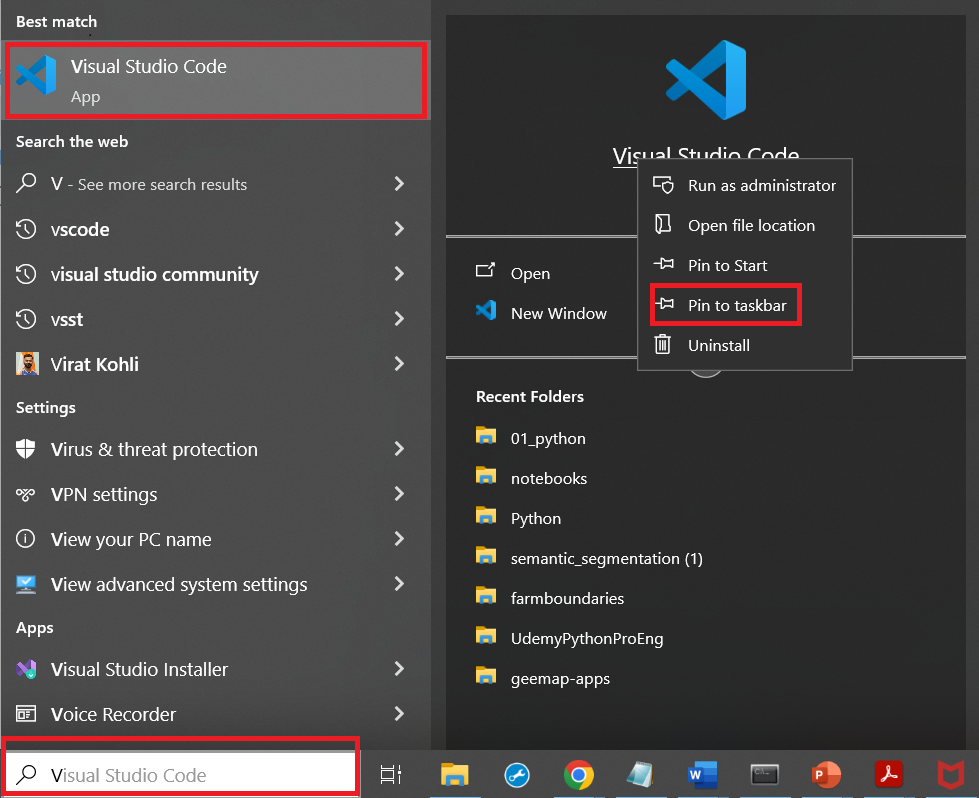 Best match
Visual Studio Code
App
Search the web
V - See more search results
vscode
visual studio community
vsst
Virat Kohli
Settings
Virus & threat protection
VPN settings
View your PC name
View advanced system settings
Apps
Visual Studio Installer
Voice Recorder
Visual Studio Code
Visual Studio Code
Run as administrator
Open file location
Pin to Start
Pin to taskbar
Uninstall
Open
New Window
Recent Folders
01_python
notebooks
Python
semantic_segmentation (1)
farmboundaries
UdemyPythonProEng
geemap-apps
W
P